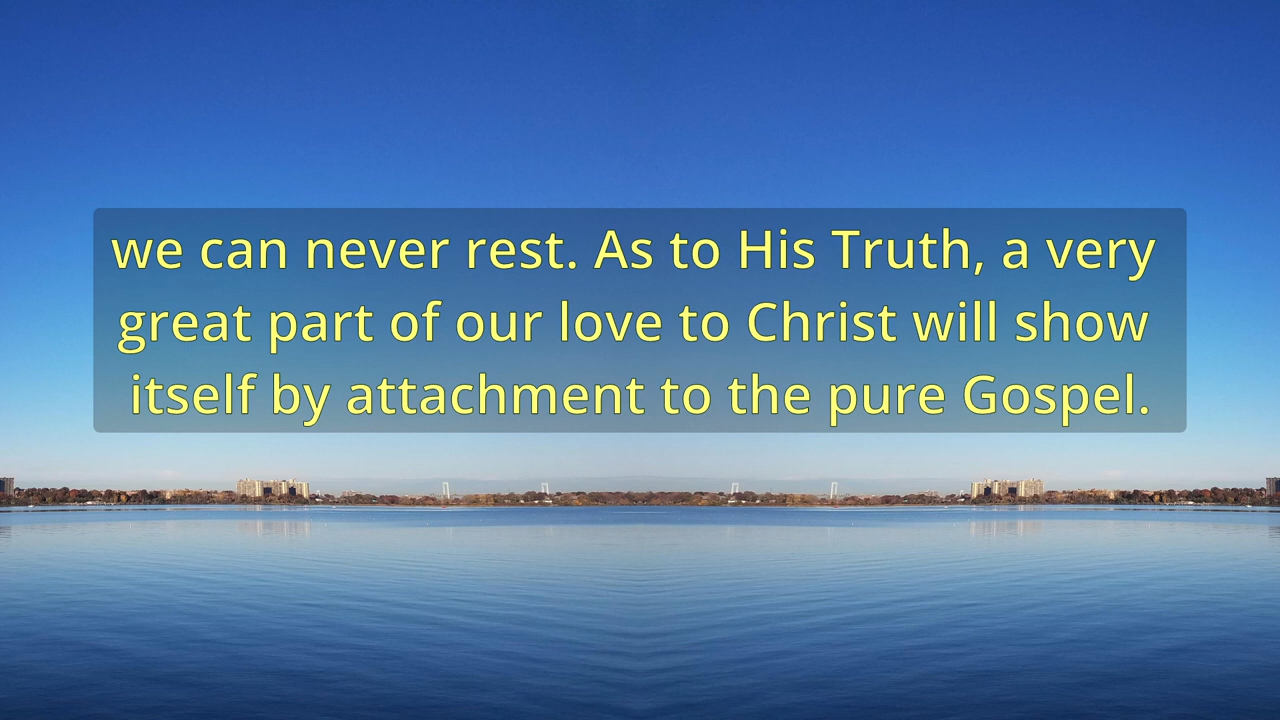 we can never rest. As to His Truth, a very
great part of our love to Christ will show
itself by attachment to the pure Gospel.